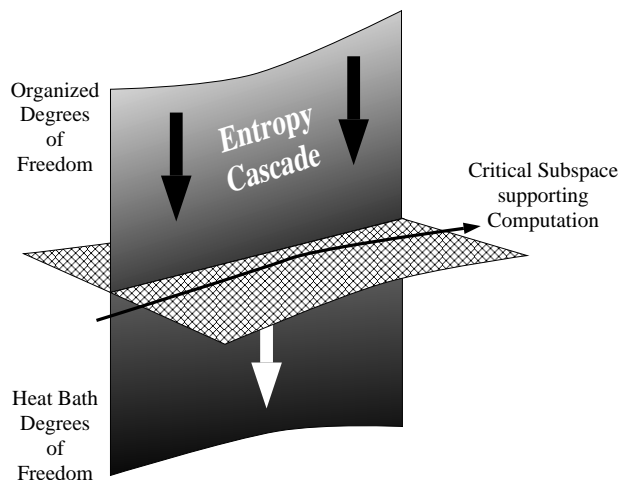 Organized
Degrees
of
Freedom
Entropy
Cascade
Critical Subspace
supporting
Computation
Heat Bath
Degrees
of
Freedom